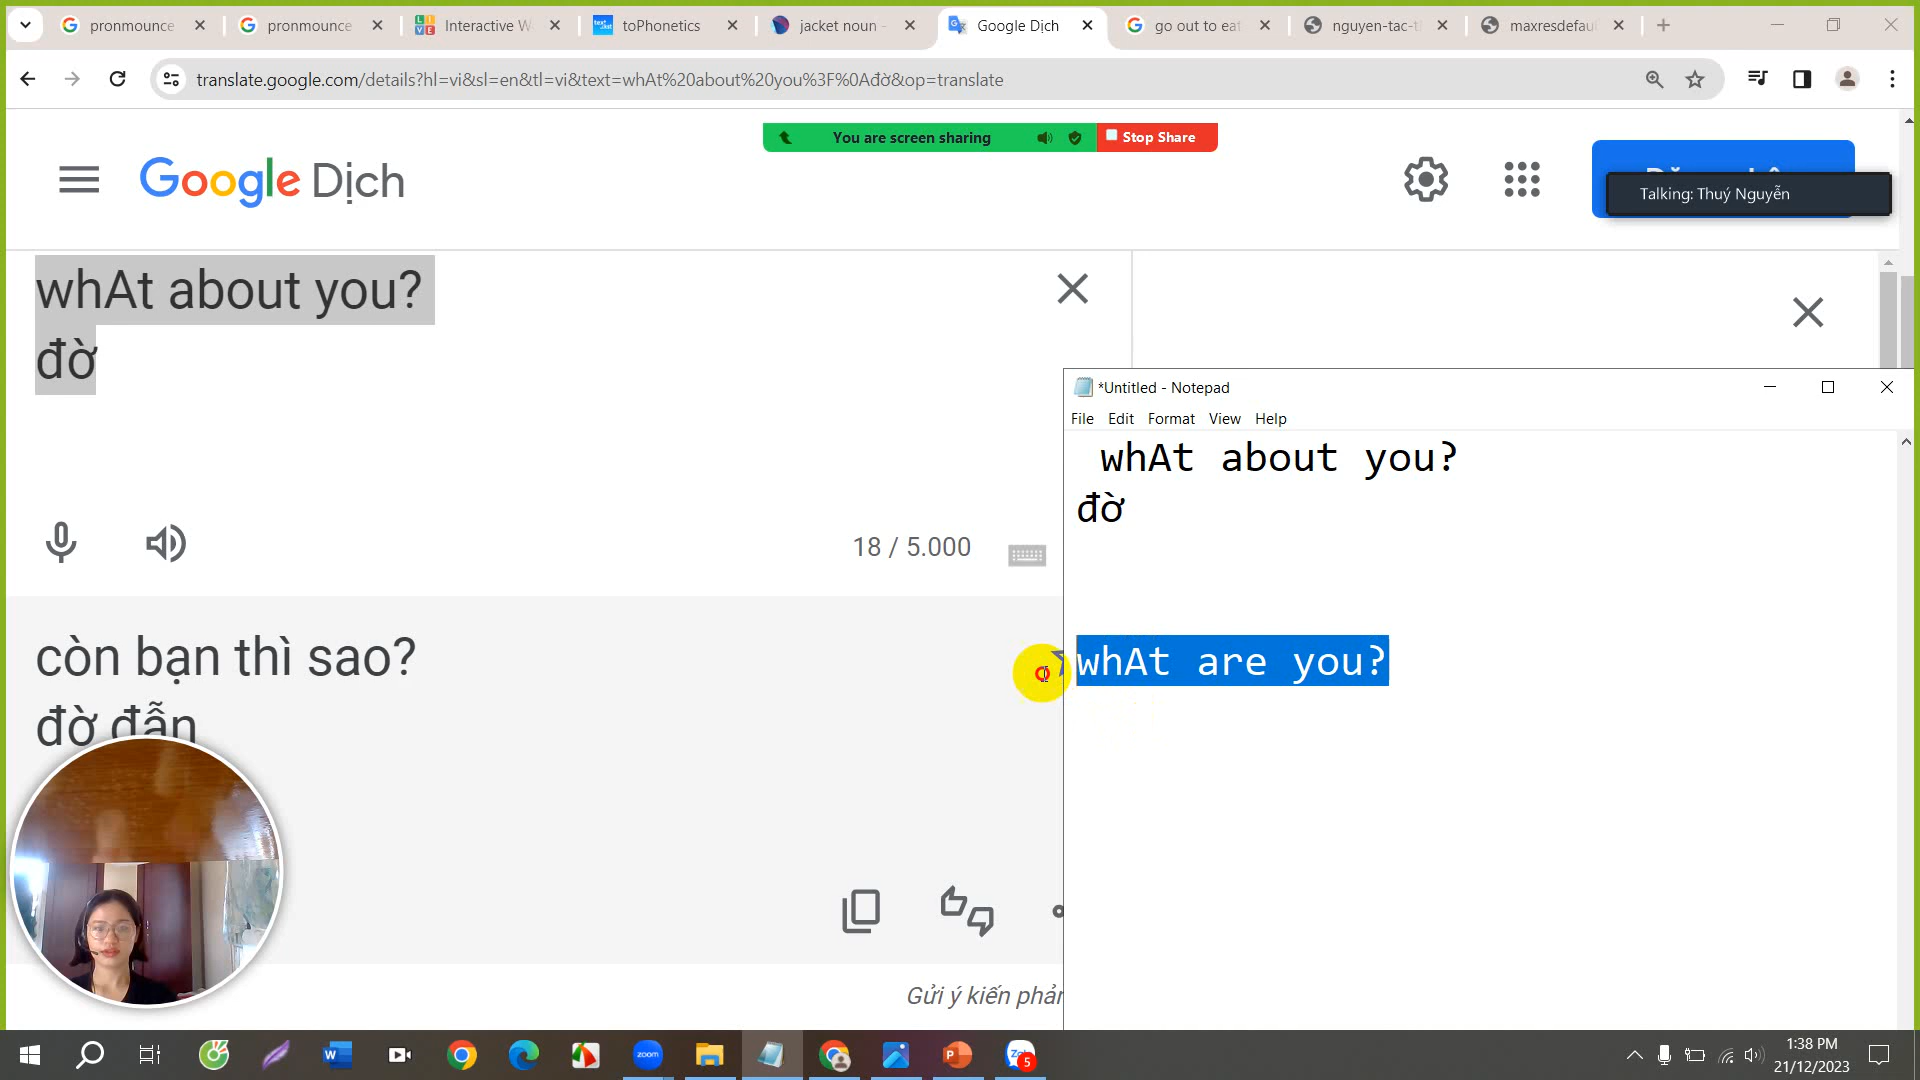 pronmounce
pronmounce
Interactive W
toPhonetics
jacket noun -
Google Dịch
go out to eat
nguyen-tac-t
maxresdefau
translate.google.com/details?hl=vi&sl=en&tl=vi&text=whAt%20about%20you%3F%0Ađờ&op=translate
You are screen sharing
Stop Share
Google Dịch
Talking: Thuý Nguyễn
whAt about you?
đờ
18 / 5.000
còn bạn thì sao?
đờ đẫn
Gửi ý kiến phản
*Untitled - Notepad
File Edit Format View Help
whAt about you?
đờ
whAt are you?
zoom
5
1:38 PM
21/12/2023